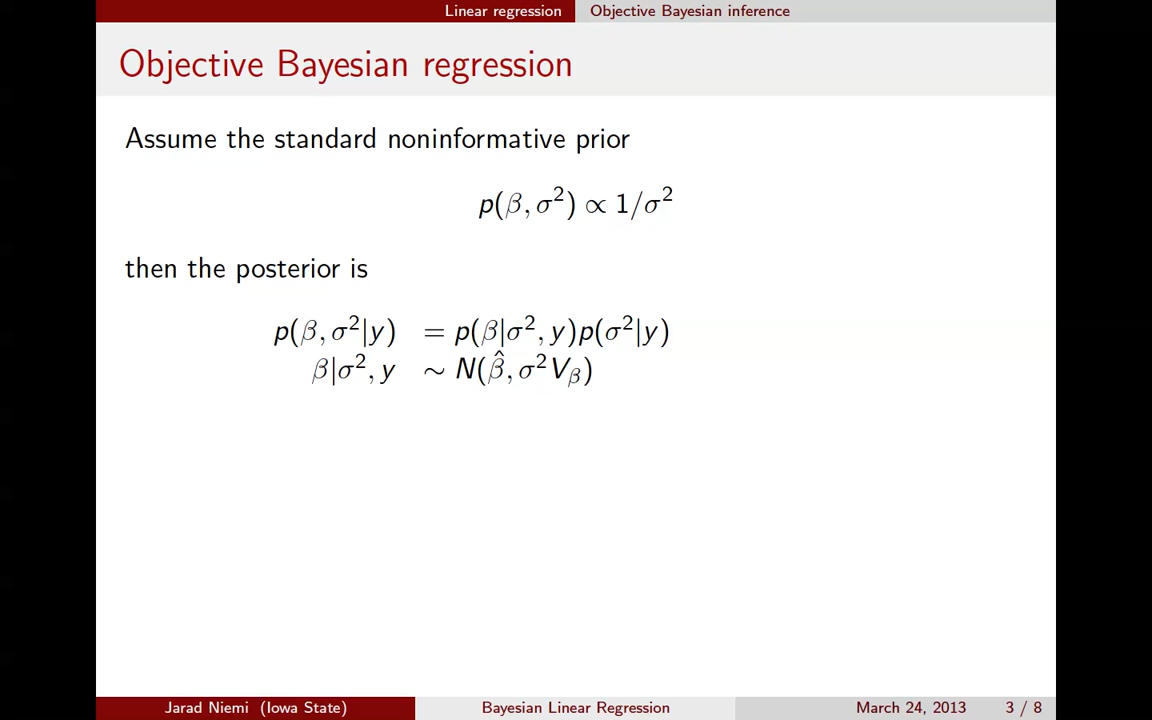 Linear regression Objective Bayesian inference
Objective Bayesian regression
Assume the standard noninformative prior
p(β, σ²) ∝ 1/σ²
then the posterior is
p(β, σ²|y) = p(β|σ², y)p(σ²|y)
β|σ², y ∼ N(β̂, σ²V_β)
Jarad Niemi (Iowa State) Bayesian Linear Regression March 24, 2013 3 / 8